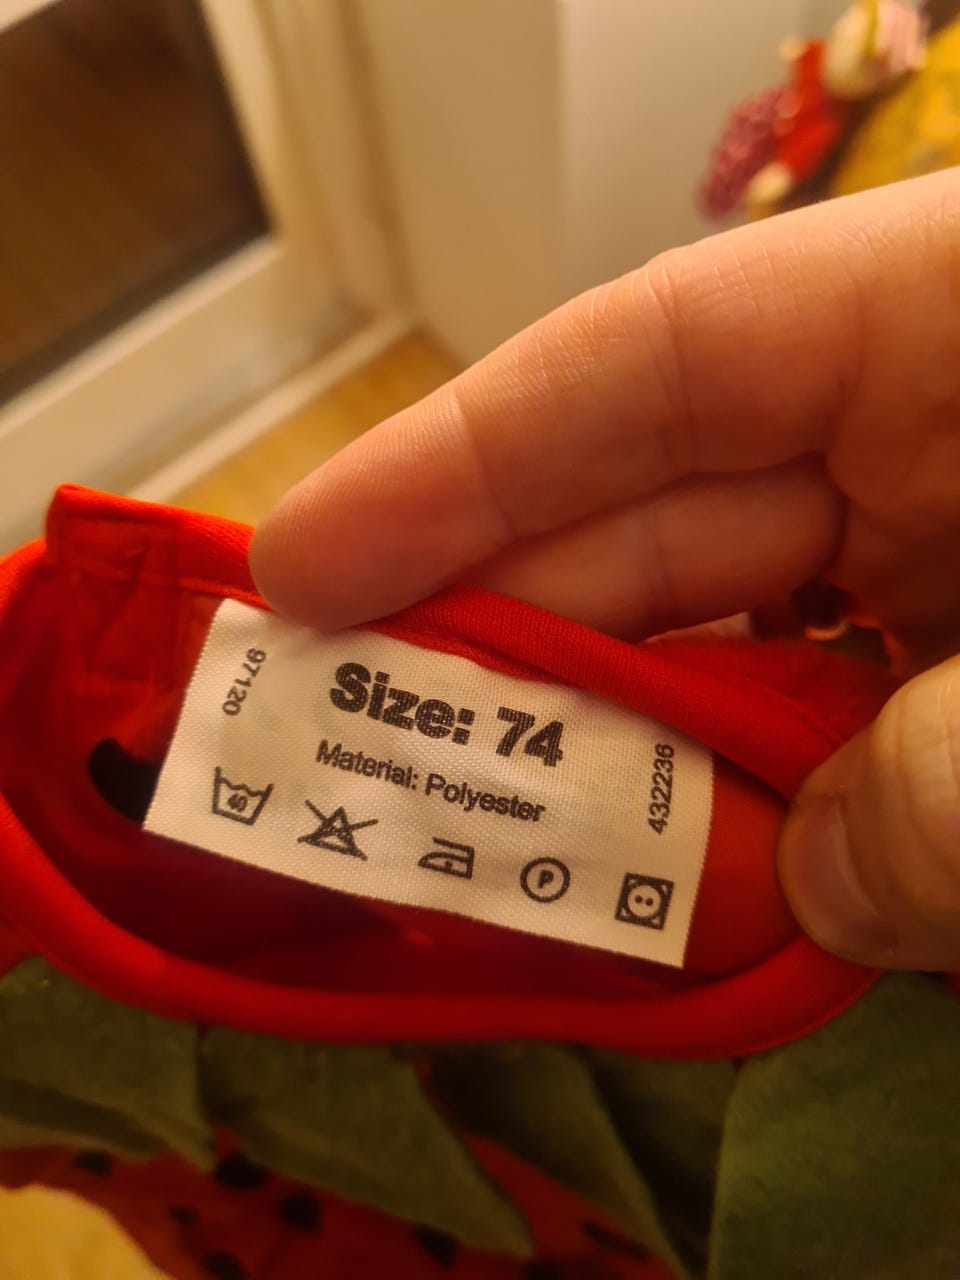 97120
Size: 74
Material: Polyester
432236
S
P